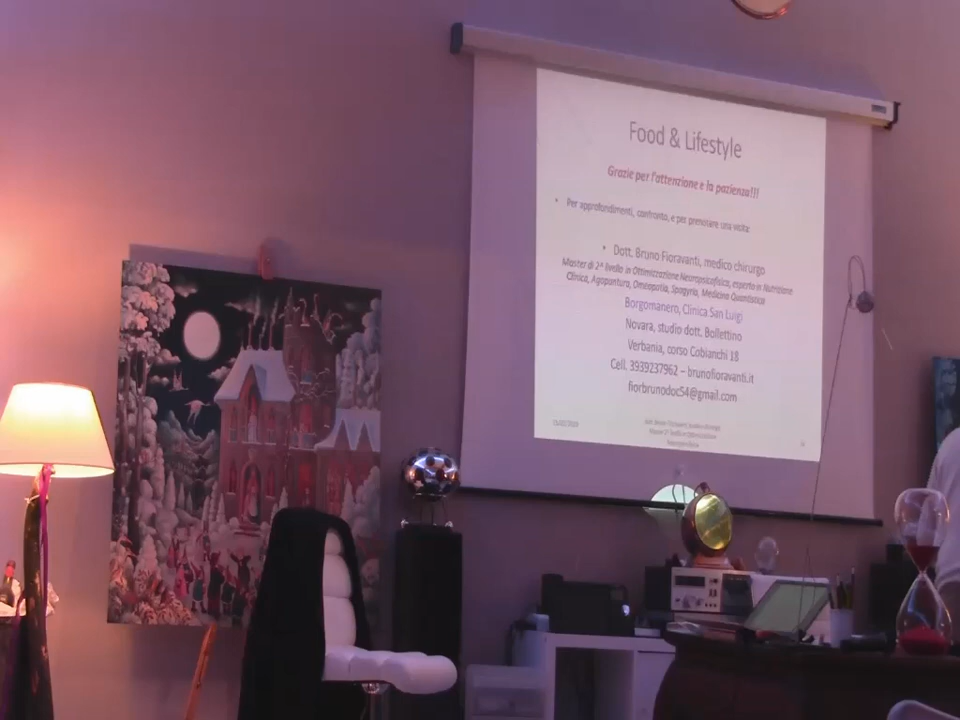 Food & Lifestyle
Grazie per l'attenzione e la pazienza!!!
• Per approfondimenti, confronto, e per prenotare una visita
• Dott. Bruno Fioravanti, medico chirurgo
Master di 2° livello in Ottimizzazione Neuropsicofisica, esperto in Nutrizione
Clinica, Agopuntura, Omeopatia, Spagyria, Medicina Quantistica
Borgomanero, Clinica San Luigi
Novara, studio dott. Bollettino
Verbania, corso Cobianchi 18
Cell. 3939237962 – brunofioravanti.it
fiorbrunodoc54@gmail.com